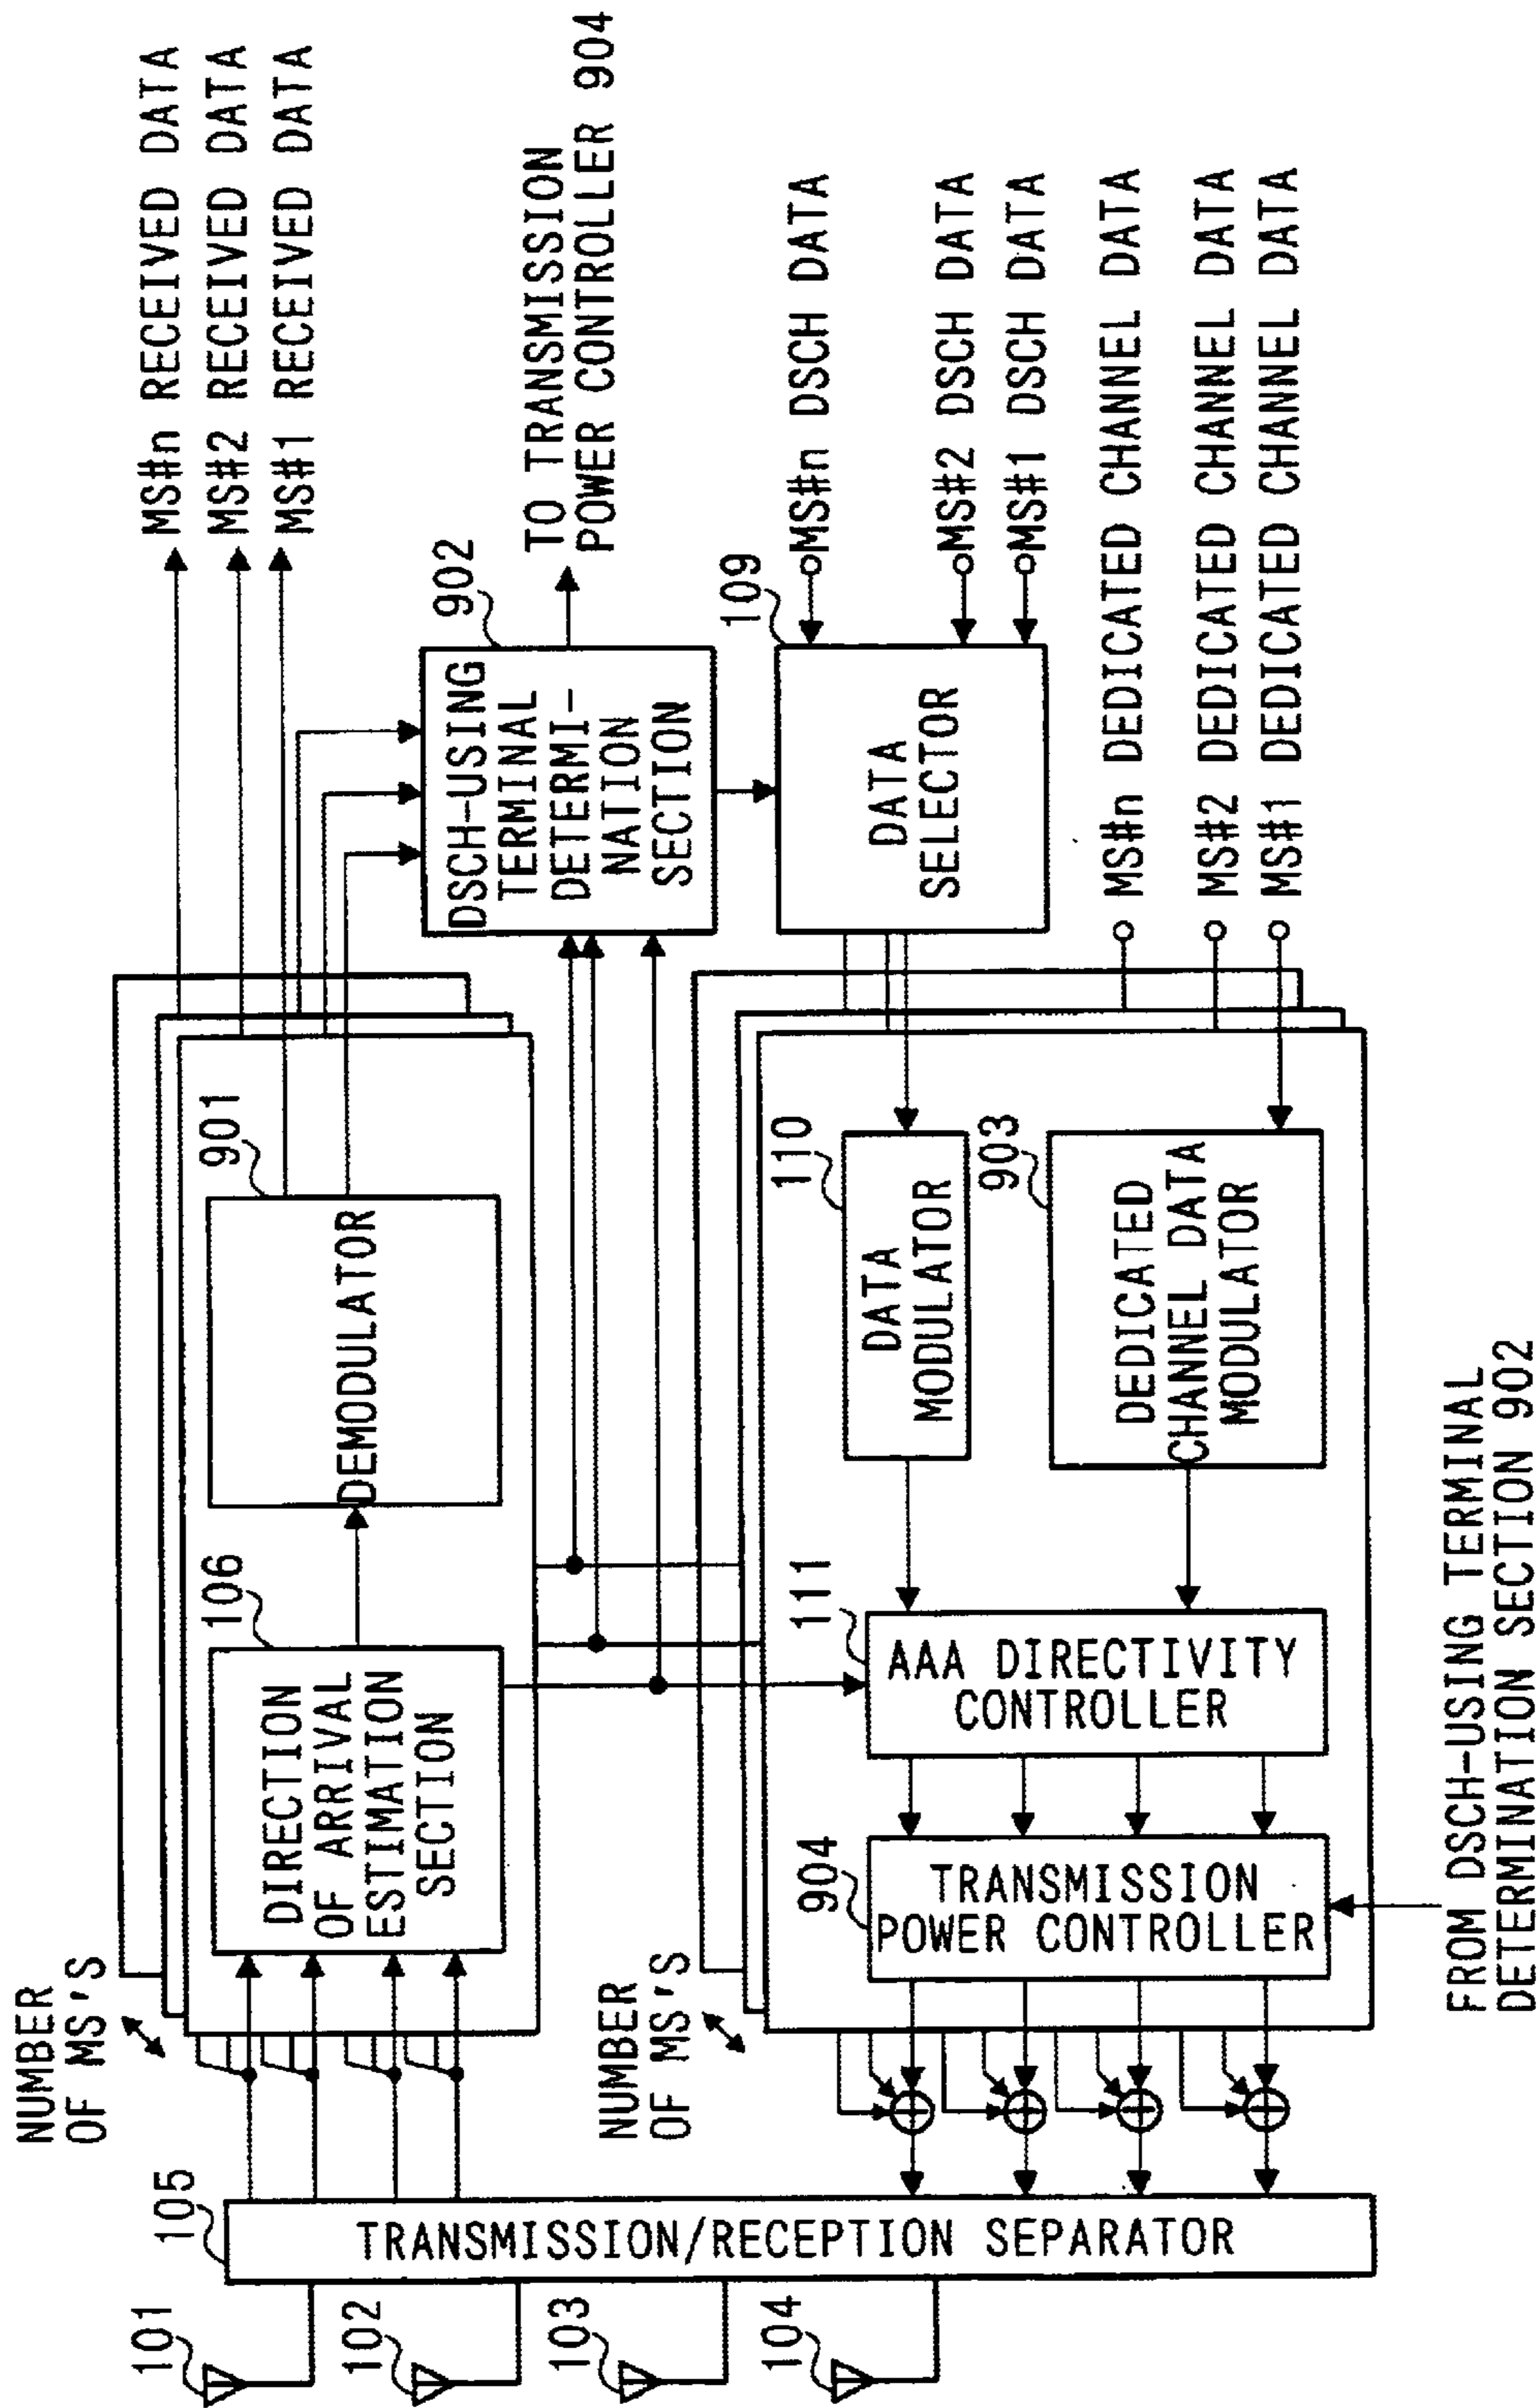 101
102
103
104
105
TRANSMISSION/RECEPTION SEPARATOR
NUMBER
OF MS'S
106
DIRECTION
OF ARRIVAL
ESTIMATION
SECTION
901
DEMODULATOR
MS#n RECEIVED DATA
MS#2 RECEIVED DATA
MS#1 RECEIVED DATA
902
DSCH-USING
TERMINAL
DETERMI-
NATION
SECTION
TO TRANSMISSION
POWER CONTROLLER 904
109
DATA
SELECTOR
MS#n DSCH DATA
MS#2 DSCH DATA
MS#1 DSCH DATA
NUMBER
OF MS'S
904
TRANSMISSION
POWER CONTROLLER
111
AAA DIRECTIVITY
CONTROLLER
110
DATA
MODULATOR
903
DEDICATED
CHANNEL DATA
MODULATOR
MS#n DEDICATED CHANNEL DATA
MS#2 DEDICATED CHANNEL DATA
MS#1 DEDICATED CHANNEL DATA
FROM DSCH-USING TERMINAL
DETERMINATION SECTION 902